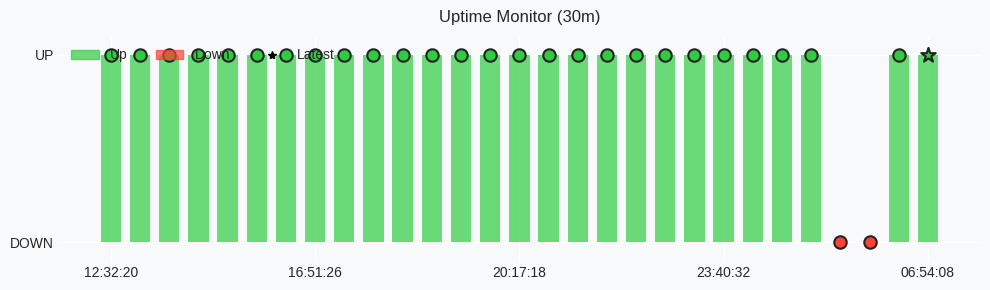 Uptime Monitor (30m)
UP
Up Down Latest
DOWN
12:32:20 16:51:26 20:17:18 23:40:32 06:54:08